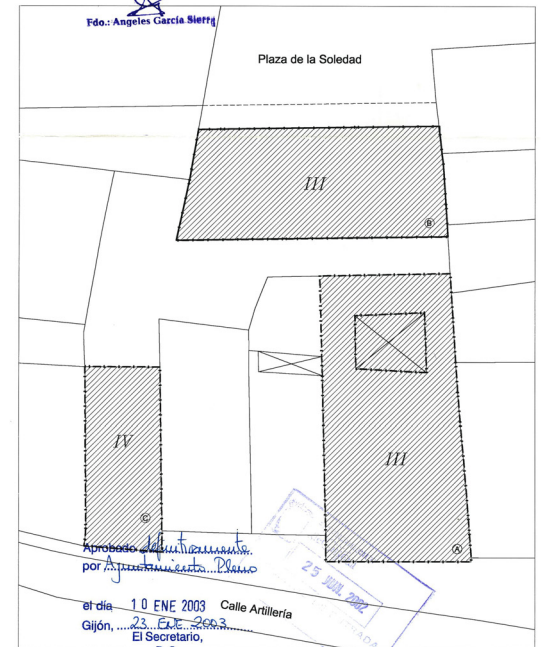 Fdo.: Angeles García Sierra
Plaza de la Soledad
III
B
IV
III
C
A
Aprobado definitivamente
por Ayuntamiento Pleno
25 JUN. 2002
el día 10 ENE 2003
Calle Artillería
Gijón, 23 ENE 2003
El Secretario,